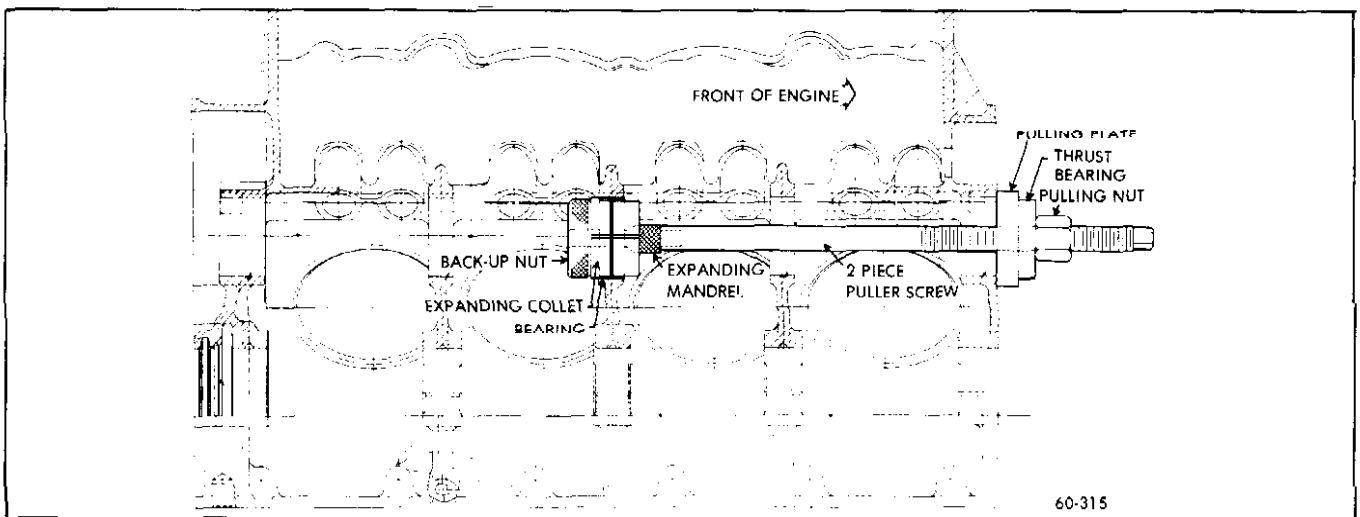 FRONT OF ENGINE
PULLING PLATE
THRUST
BEARING
PULLING NUT
BACK-UP NUT
EXPANDING
MANDREL
2 PIECE
PULLER SCREW
EXPANDING COLLET
BEARING
60-315